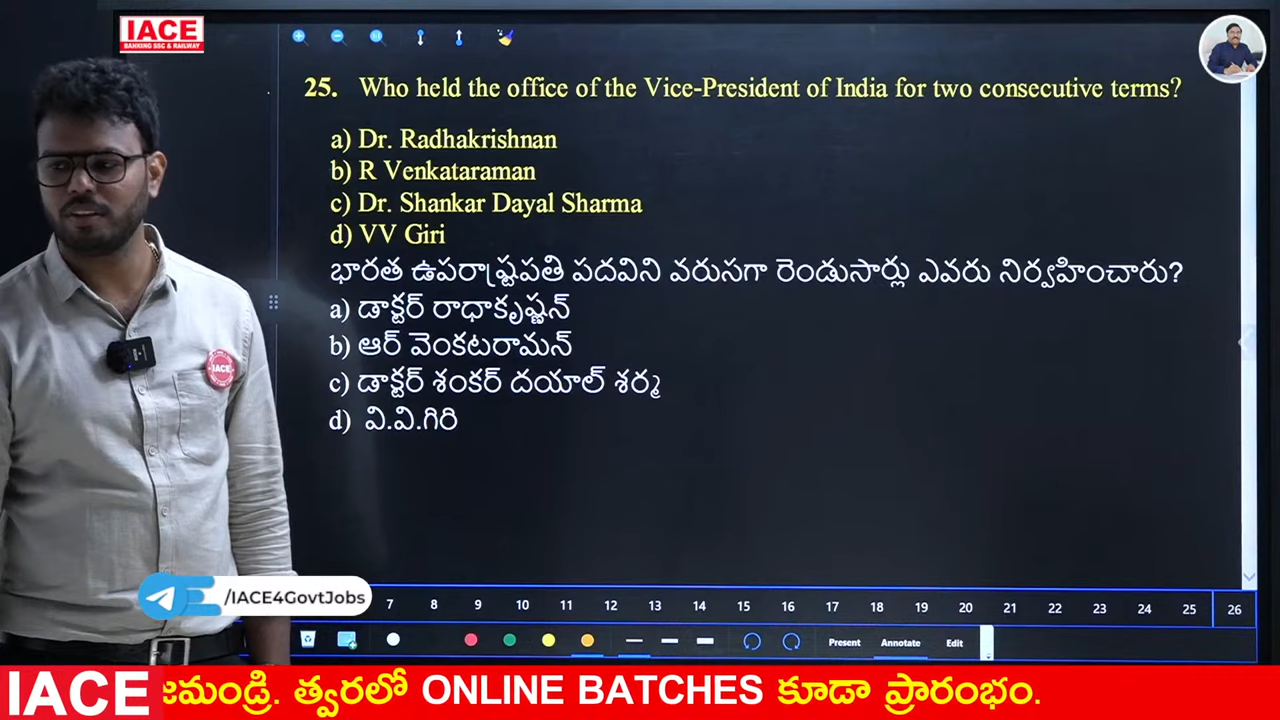 IACE
BANKING SSC & RAILWAY
25. Who held the office of the Vice-President of India for two consecutive terms?
a) Dr. Radhakrishnan
b) R Venkataraman
c) Dr. Shankar Dayal Sharma
d) VV Giri
భారత ఉపరాష్ట్రపతి పదవిని వరుసగా రెండుసార్లు ఎవరు నిర్వహించారు?
a) డాక్టర్ రాధాకృష్ణన్
b) ఆర్ వెంకటరామన్
c) డాక్టర్ శంకర్ దయాల్ శర్మ
d) వి.వి.గిరి
IACE
/IACE4GovtJobs
7 8 9 10 11 12 13 14 15 16 17 18 19 20 21 22 23 24 25 26
Present Annotate Edit
IACE జమండ్రి. త్వరలో ONLINE BATCHES కూడా ప్రారంభం.